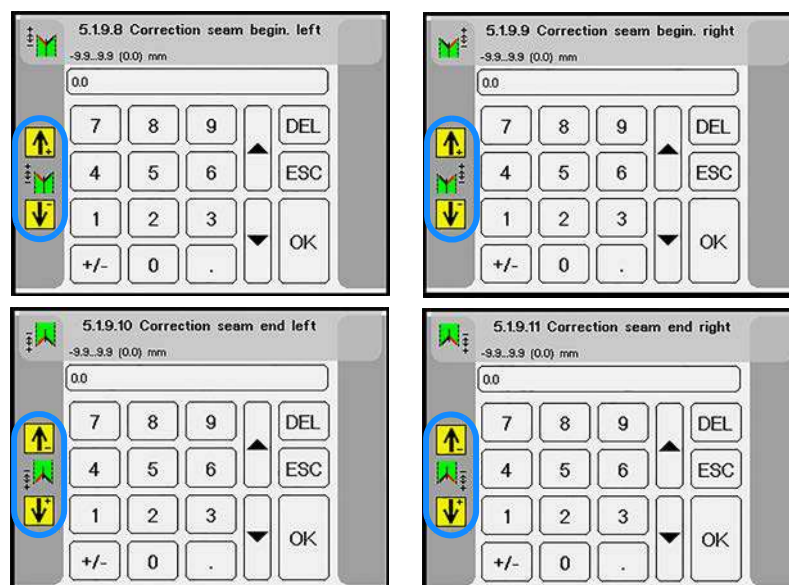 5.1.9.8 Correction seam begin. left
-9.9...9.9 (0.0) mm
0.0
7 8 9 DEL
4 5 6 ESC
1 2 3
OK
+/- 0 .
5.1.9.9 Correction seam begin. right
-9.9...9.9 (0.0) mm
0.0
7 8 9 DEL
4 5 6 ESC
1 2 3
OK
+/- 0 .
5.1.9.10 Correction seam end left
-9.9...9.9 (0.0) mm
0.0
7 8 9 DEL
4 5 6 ESC
1 2 3
OK
+/- 0 .
5.1.9.11 Correction seam end right
-9.9...9.9 (0.0) mm
0.0
7 8 9 DEL
4 5 6 ESC
1 2 3
OK
+/- 0 .